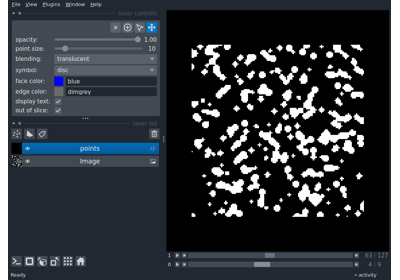 File View Plugins Window Help
layer controls
opacity: 1.00
point size: 10
blending: translucent
symbol: disc
face color: blue
edge color: dimgrey
display text:
out of slice:
layer list
points
Image
1 63 127
0 4 9
activity